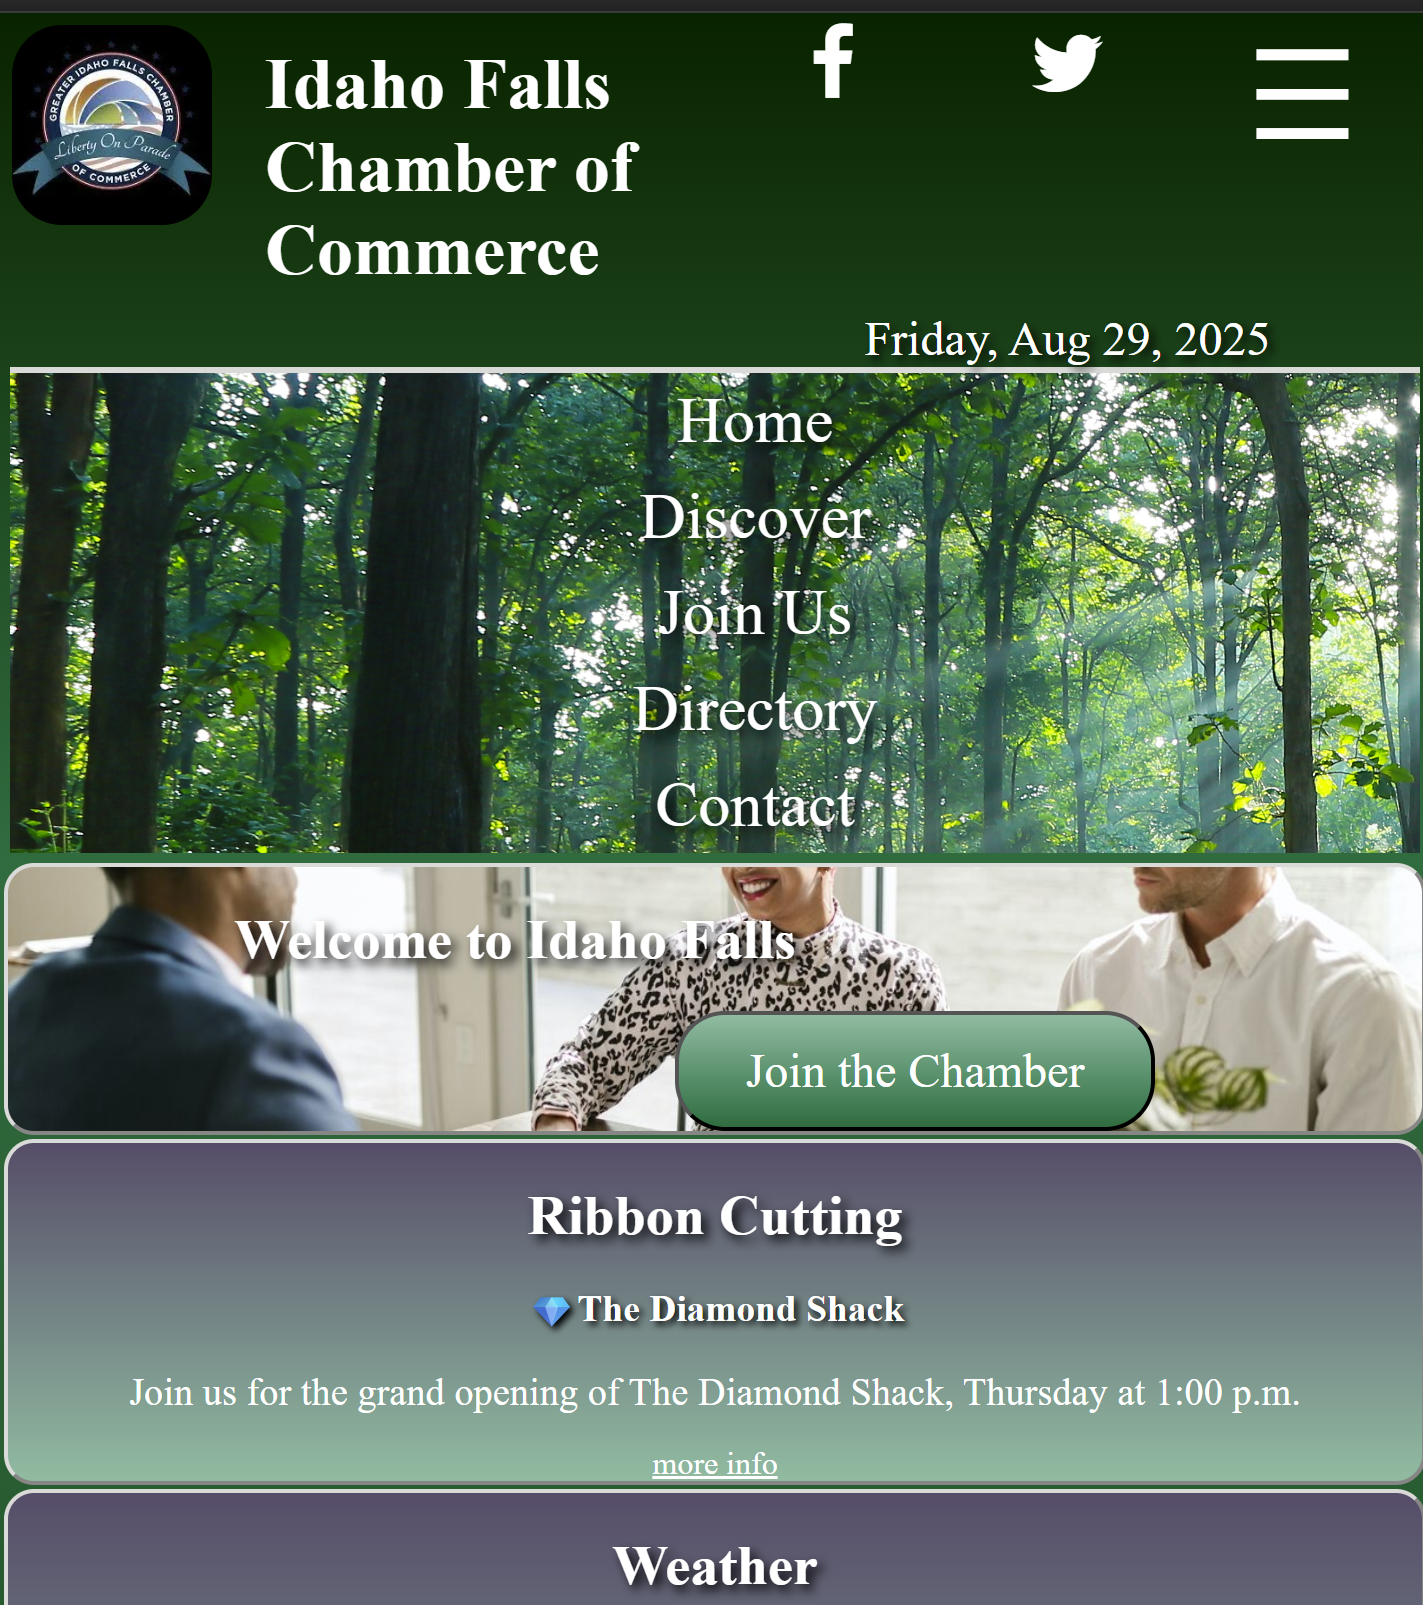 GREATER IDAHO FALLS CHAMBER
Liberty On Parade
OF COMMERCE
Idaho Falls
Chamber of
Commerce
Friday, Aug 29, 2025
Home
Discover
Join Us
Directory
Contact
Welcome to Idaho Falls
Join the Chamber
Ribbon Cutting
The Diamond Shack
Join us for the grand opening of The Diamond Shack, Thursday at 1:00 p.m.
more info
Weather